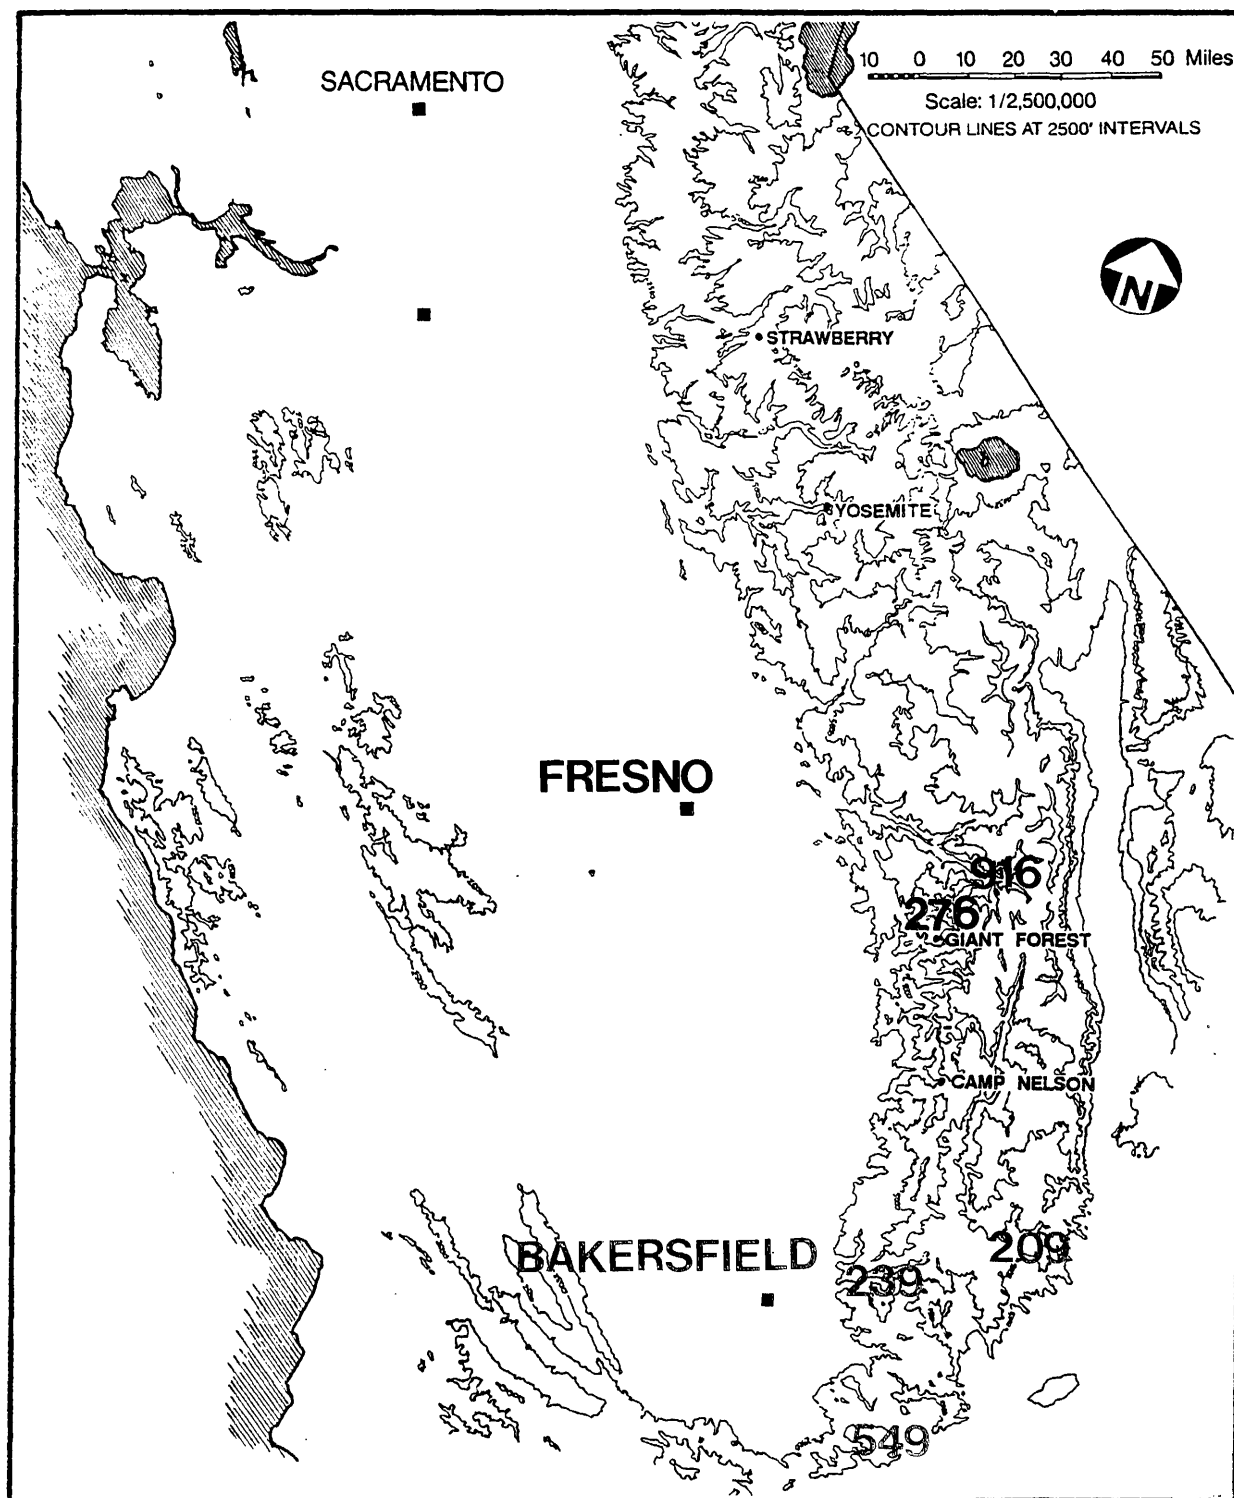 SACRAMENTO
10 0 10 20 30 40 50 Miles
Scale: 1/2,500,000
CONTOUR LINES AT 2500' INTERVALS
N
STRAWBERRY
YOSEMITE
FRESNO
916
276
GIANT FOREST
CAMP NELSON
BAKERSFIELD
209
239
549